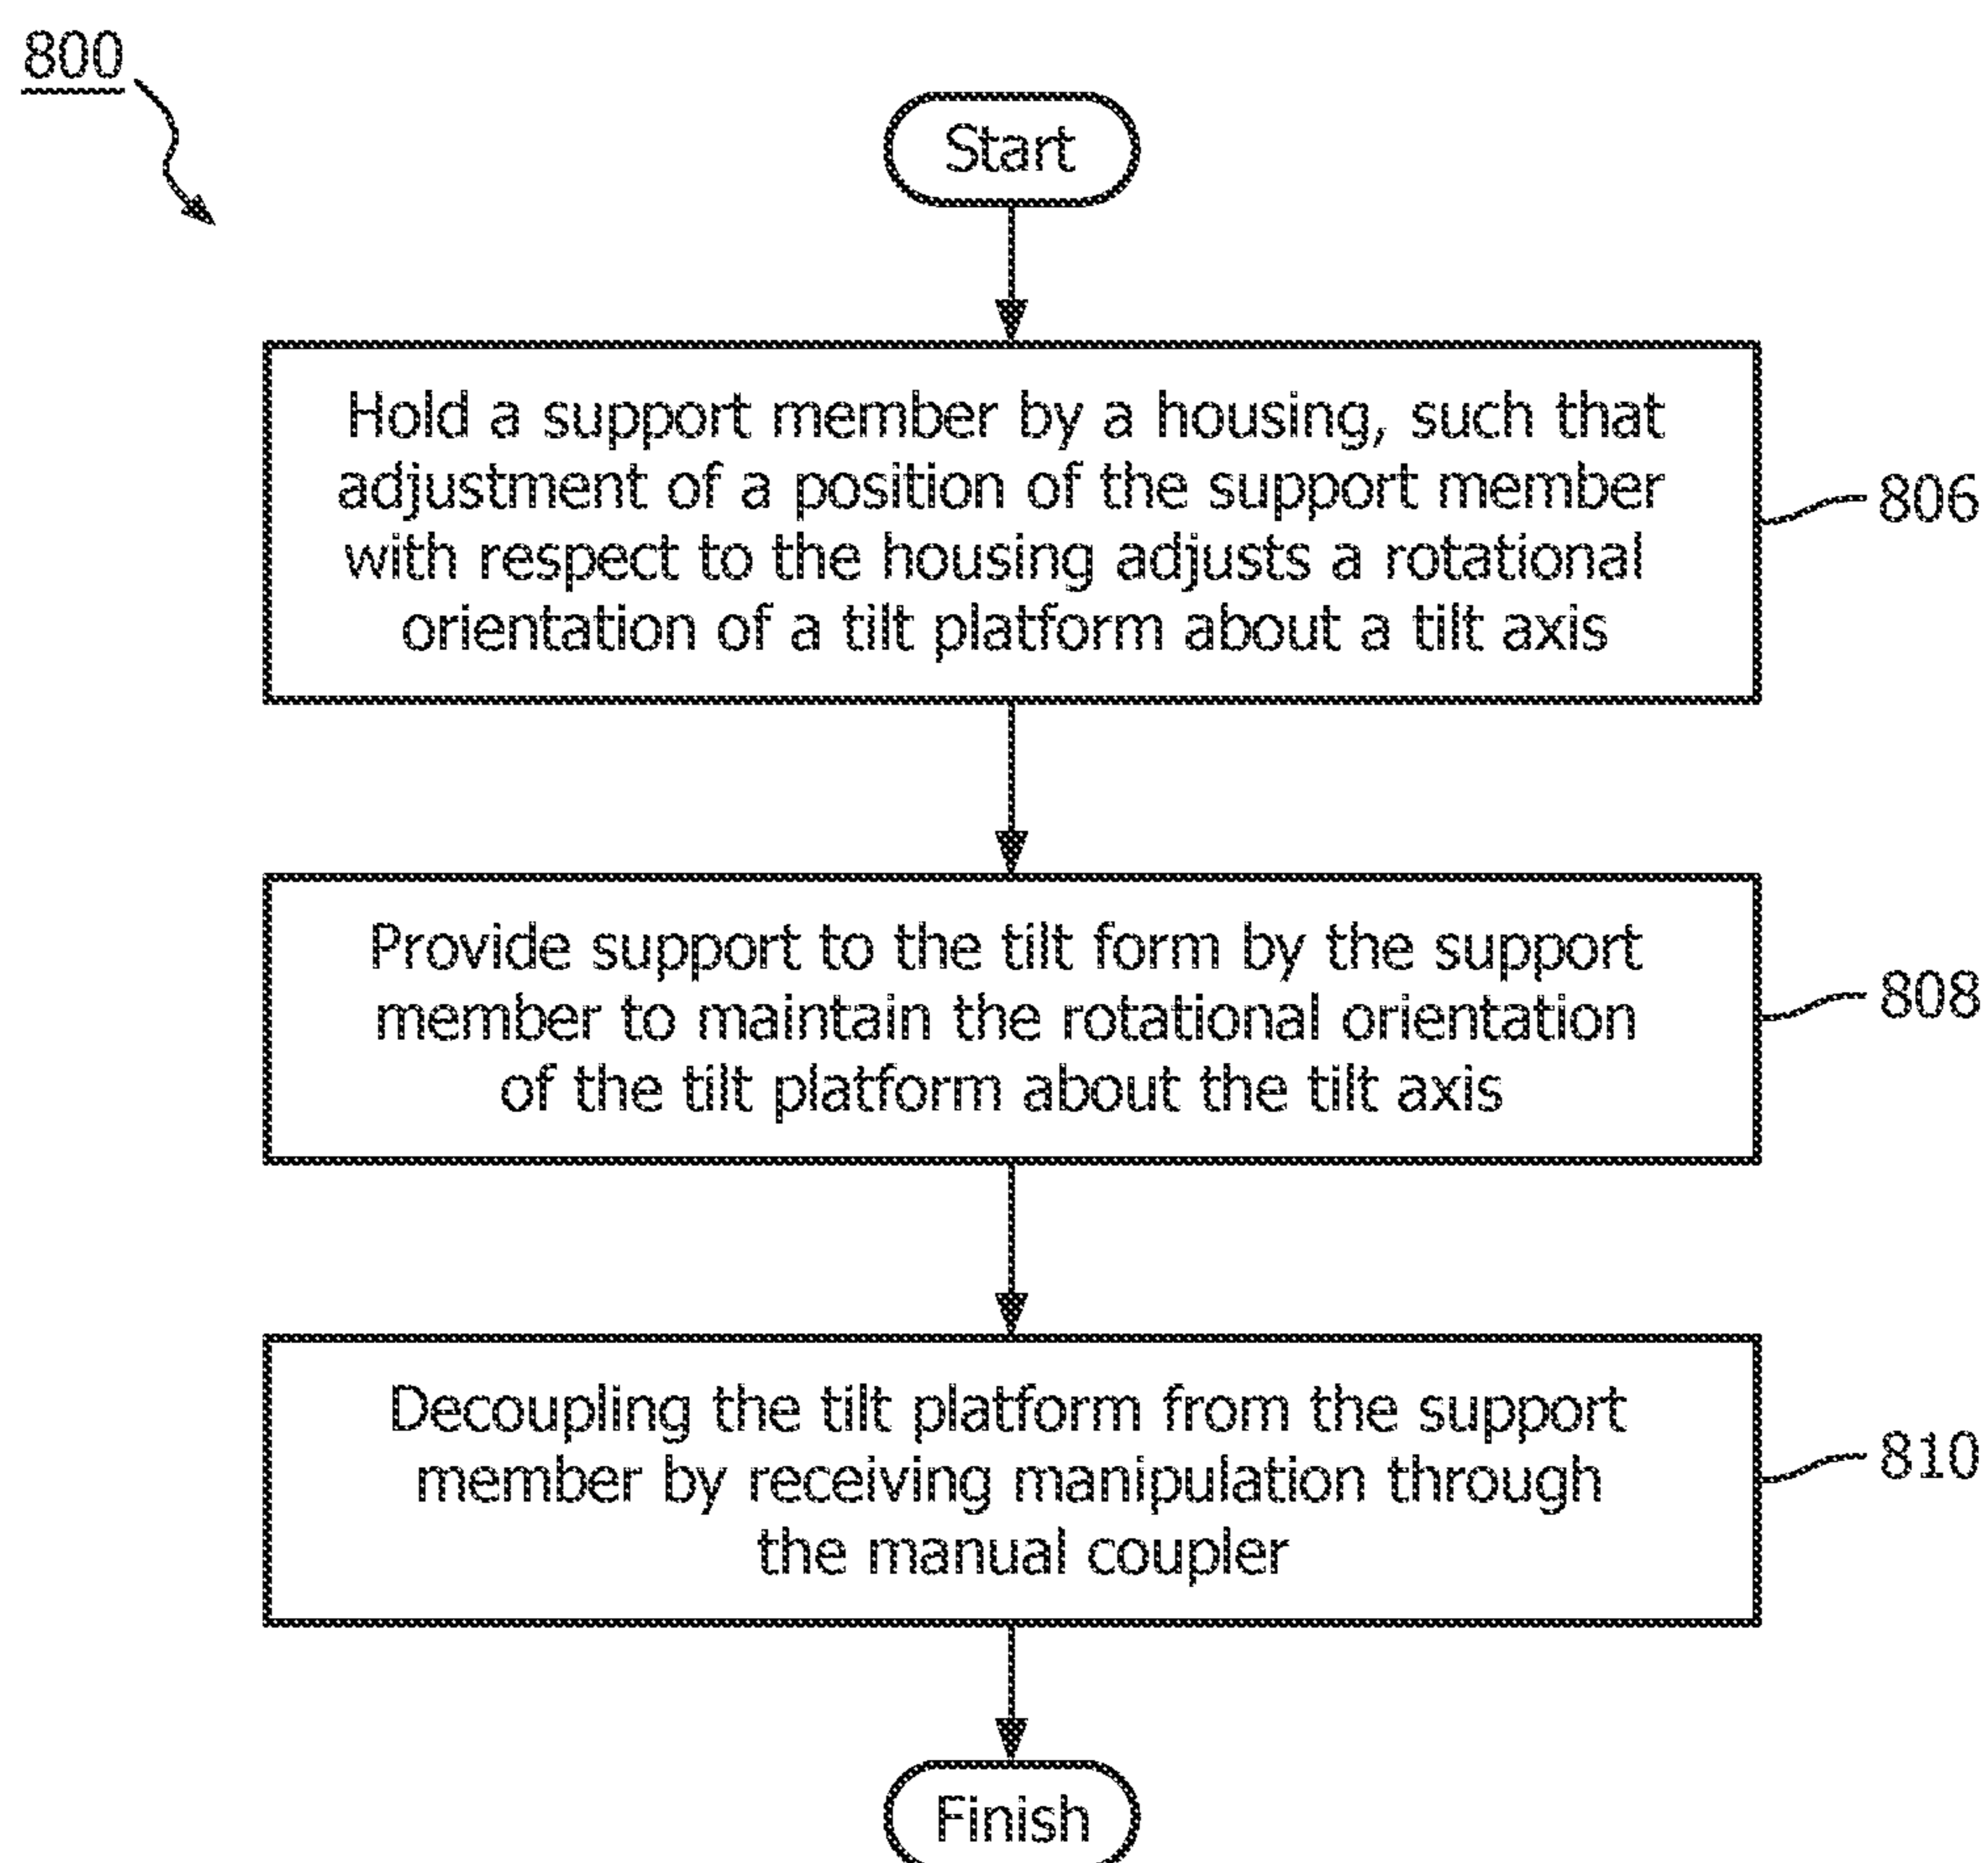 800
Start
Hold a support member by a housing, such that
adjustment of a position of the support member
with respect to the housing adjusts a rotational
orientation of a tilt platform about a tilt axis
806
Provide support to the tilt form by the support
member to maintain the rotational orientation
of the tilt platform about the tilt axis
808
Decoupling the tilt platform from the support
member by receiving manipulation through
the manual coupler
810
Finish